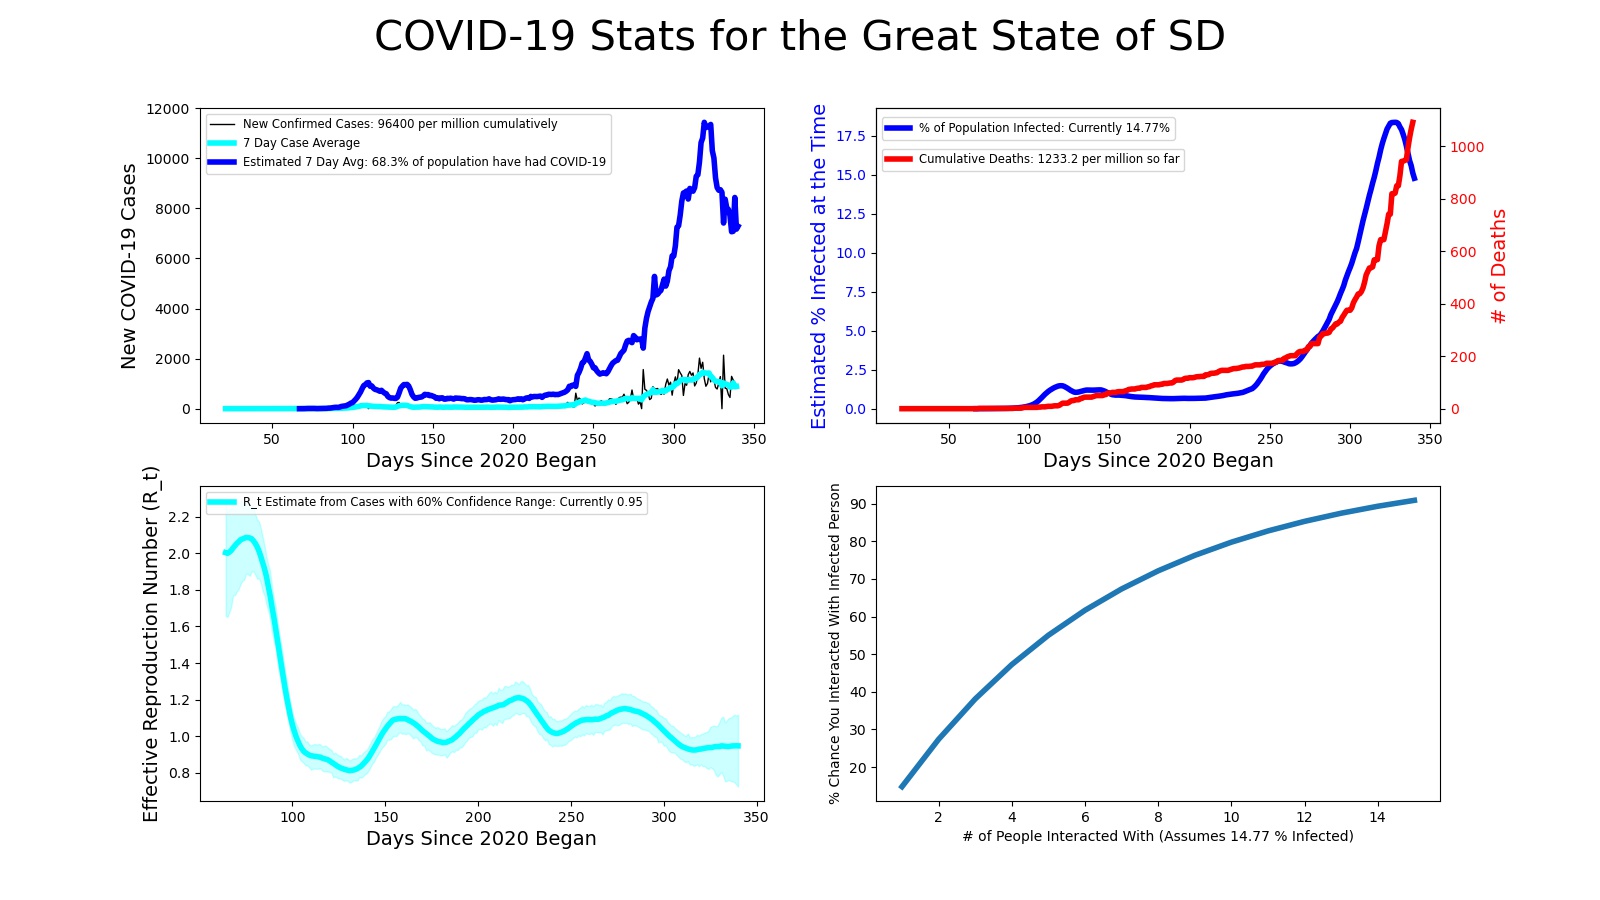 COVID-19 Stats for the Great State of SD
New COVID-19 Cases
12000
10000
8000
6000
4000
2000
0
New Confirmed Cases: 96400 per million cumulatively
7 Day Case Average
Estimated 7 Day Avg: 68.3% of population have had COVID-19
50 100 150 200 250 300 350
Days Since 2020 Began
Estimated % Infected at the Time
17.5
15.0
12.5
10.0
7.5
5.0
2.5
0.0
% of Population Infected: Currently 14.77%
Cumulative Deaths: 1233.2 per million so far
1000
800
600
400
200
0
# of Deaths
50 100 150 200 250 300 350
Days Since 2020 Began
Effective Reproduction Number (R_t)
2.2
2.0
1.8
1.6
1.4
1.2
1.0
0.8
R_t Estimate from Cases with 60% Confidence Range: Currently 0.95
100 150 200 250 300 350
Days Since 2020 Began
% Chance You Interacted With Infected Person
90
80
70
60
50
40
30
20
2 4 6 8 10 12 14
# of People Interacted With (Assumes 14.77 % Infected)